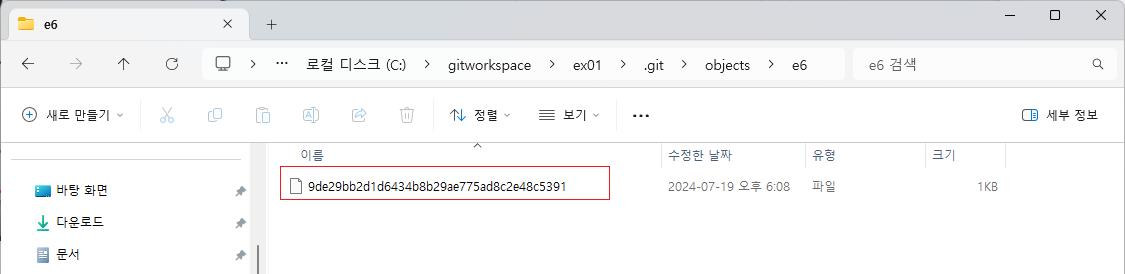 e6
로컬 디스크 (C:) gitworkspace ex01 .git objects e6 e6 검색
새로 만들기 정렬 보기 세부 정보
이름 수정한 날짜 유형 크기
바탕 화면 9de29bb2d1d6434b8b29ae775ad8c2e48c5391 2024-07-19 오후 6:08 파일 1KB
다운로드
문서